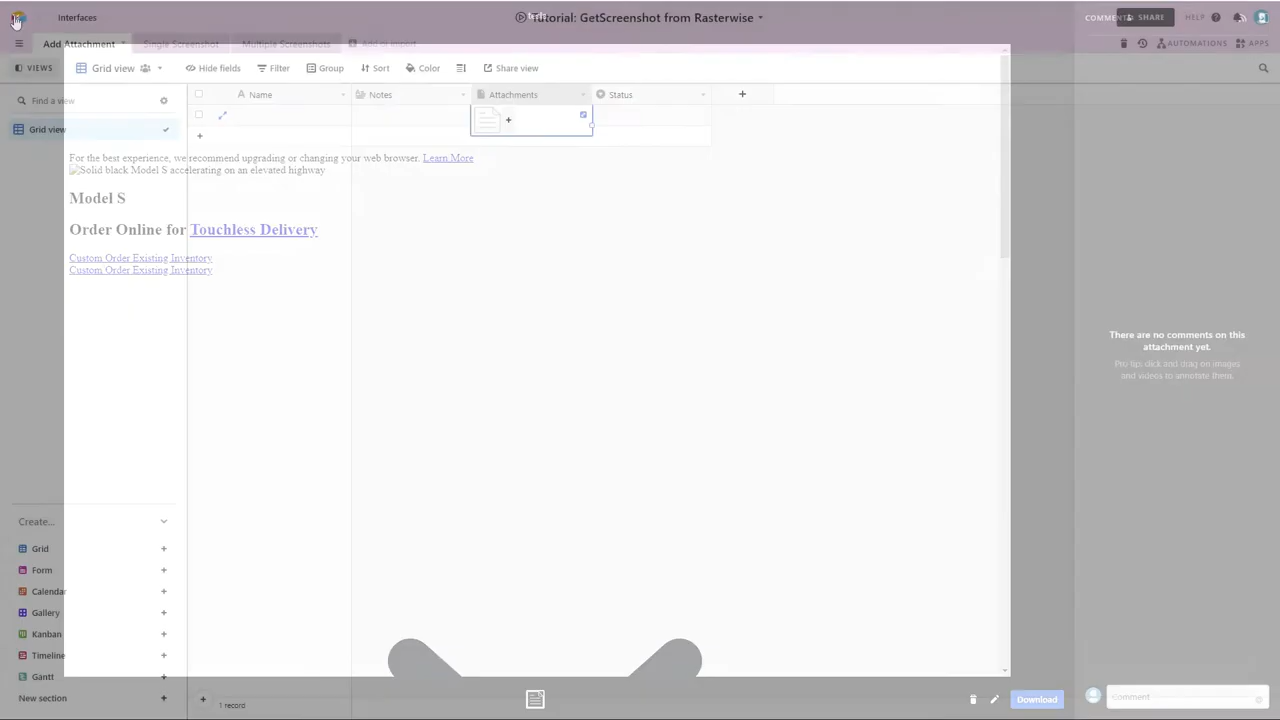 Interfaces
Tutorial: GetScreenshot from Rasterwise
COMMENTS
SHARE
HELP
Add Attachment
Single Screenshot
Multiple Screenshots
Add or import
AUTOMATIONS
APPS
VIEWS
Grid view
Hide fields
Filter
Group
Sort
Color
Share view
Find a view
Name
Notes
Attachments
Status
Grid view
For the best experience, we recommend upgrading or changing your web browser. Learn More
Solid black Model S accelerating on an elevated highway
Model S
Order Online for Touchless Delivery
Custom Order Existing Inventory
Custom Order Existing Inventory
There are no comments on this
attachment yet.
Pro tip: click and drag on images
and videos to annotate them.
Create...
Grid
Form
Calendar
Gallery
Kanban
Timeline
Gantt
New section
1 record
Download
Comment